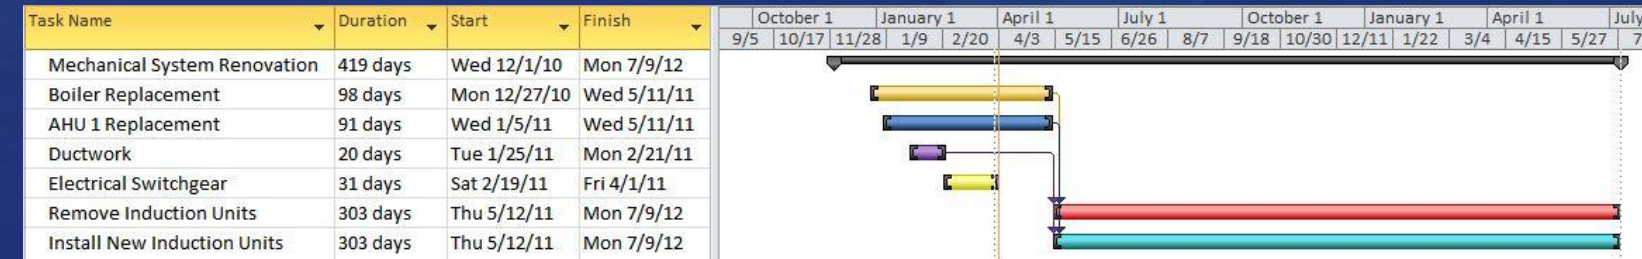 Task Name Duration Start Finish October 1 January 1 April 1 July 1 October 1 January 1 April 1 July
9/5 10/17 11/28 1/9 2/20 4/3 5/15 6/26 8/7 9/18 10/30 12/11 1/22 3/4 4/15 5/27 7
Mechanical System Renovation 419 days Wed 12/1/10 Mon 7/9/12
Boiler Replacement 98 days Mon 12/27/10 Wed 5/11/11
AHU 1 Replacement 91 days Wed 1/5/11 Wed 5/11/11
Ductwork 20 days Tue 1/25/11 Mon 2/21/11
Electrical Switchgear 31 days Sat 2/19/11 Fri 4/1/11
Remove Induction Units 303 days Thu 5/12/11 Mon 7/9/12
Install New Induction Units 303 days Thu 5/12/11 Mon 7/9/12